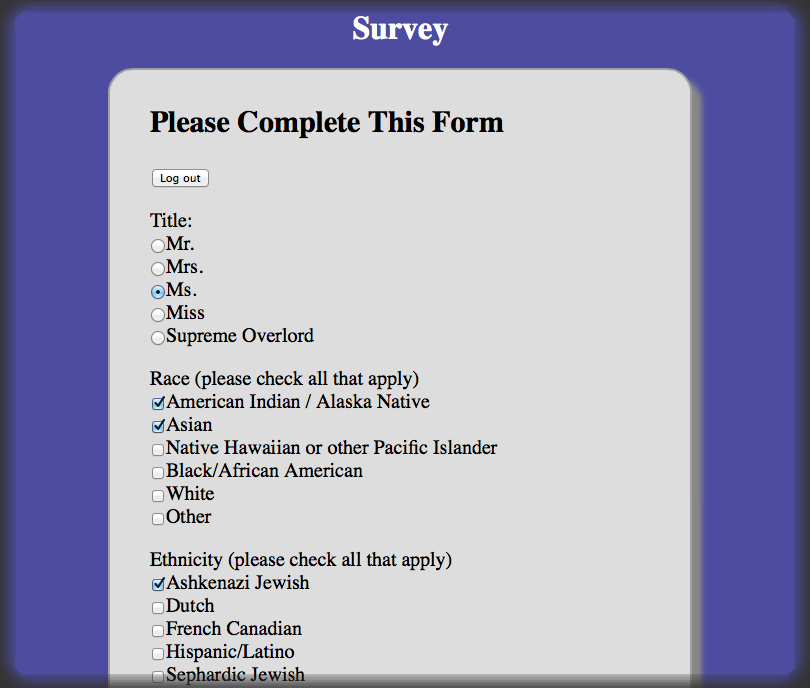 Survey
Please Complete This Form
Log out
Title:
Mr.
Mrs.
Ms.
Miss
Supreme Overlord
Race (please check all that apply)
American Indian / Alaska Native
Asian
Native Hawaiian or other Pacific Islander
Black/African American
White
Other
Ethnicity (please check all that apply)
Ashkenazi Jewish
Dutch
French Canadian
Hispanic/Latino
Sephardic Jewish